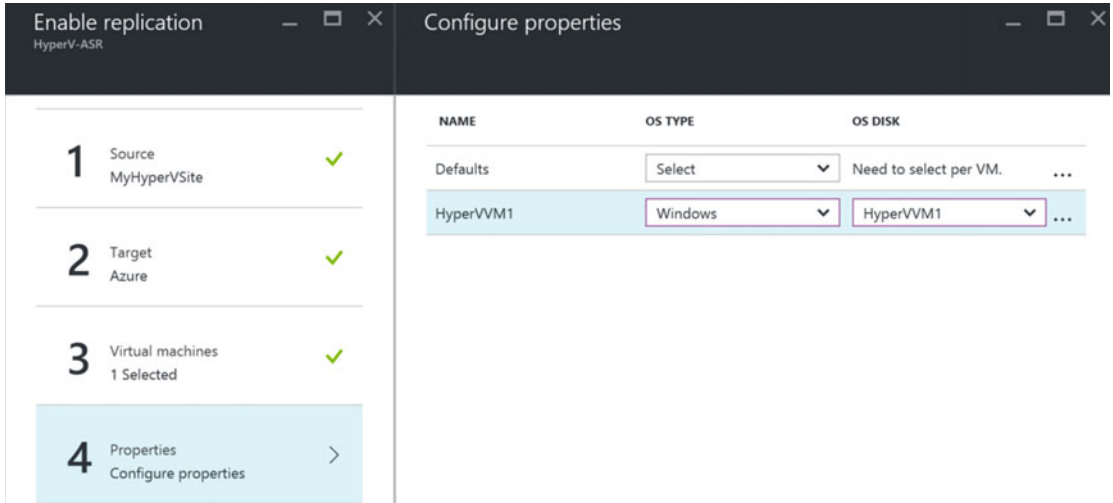 Enable replication
HyperV-ASR
1
Source
MyHyperVSite
2
Target
Azure
3
Virtual machines
1 Selected
4
Properties
Configure properties
Configure properties
NAME OS TYPE OS DISK
Defaults Select Need to select per VM. ...
HyperVVM1 Windows HyperVVM1 ...